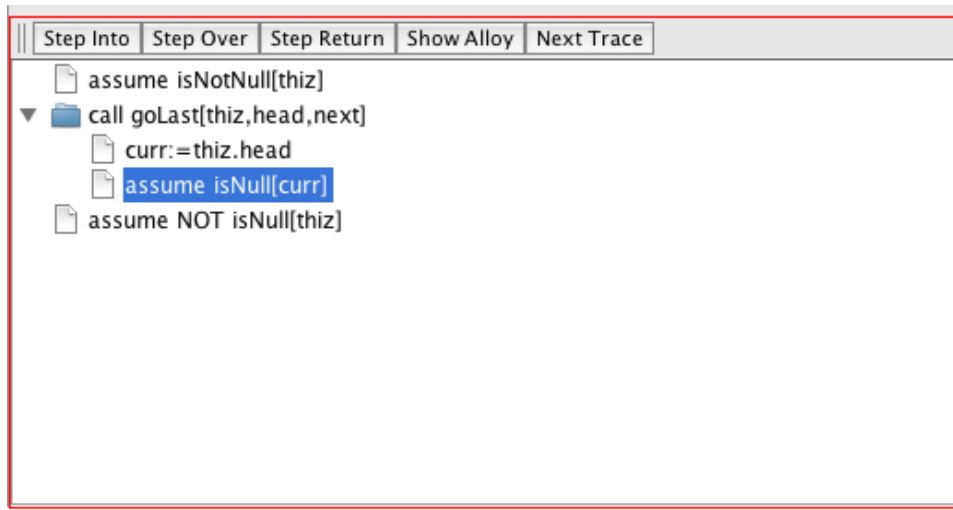 Step Into Step Over Step Return Show Alloy Next Trace
assume isNotNull[thiz]
call goLast[thiz,head,next]
curr:=thiz.head
assume isNull[curr]
assume NOT isNull[thiz]